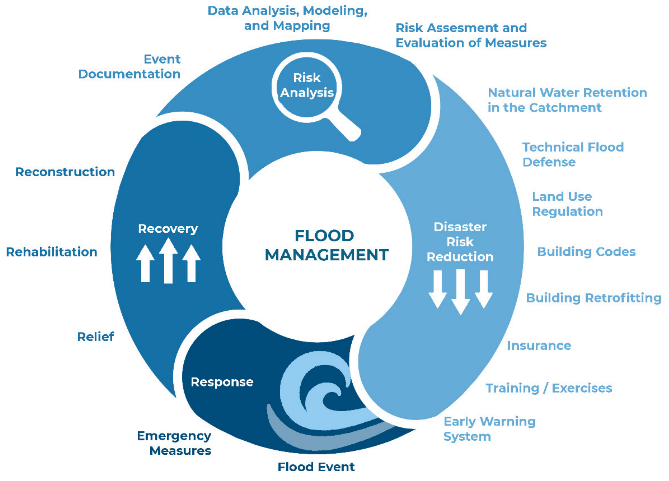 Data Analysis, Modeling,
and Mapping
Risk Assesment and
Evaluation of Measures
Event
Documentation
Risk
Analysis
Natural Water Retention
in the Catchment
Technical Flood
Defense
Reconstruction
Land Use
Regulation
Recovery
FLOOD
MANAGEMENT
Disaster
Risk
Reduction
Rehabilitation
Building Codes
Building Retrofitting
Relief
Insurance
Response
Training / Exercises
Early Warning
System
Emergency
Measures
Flood Event